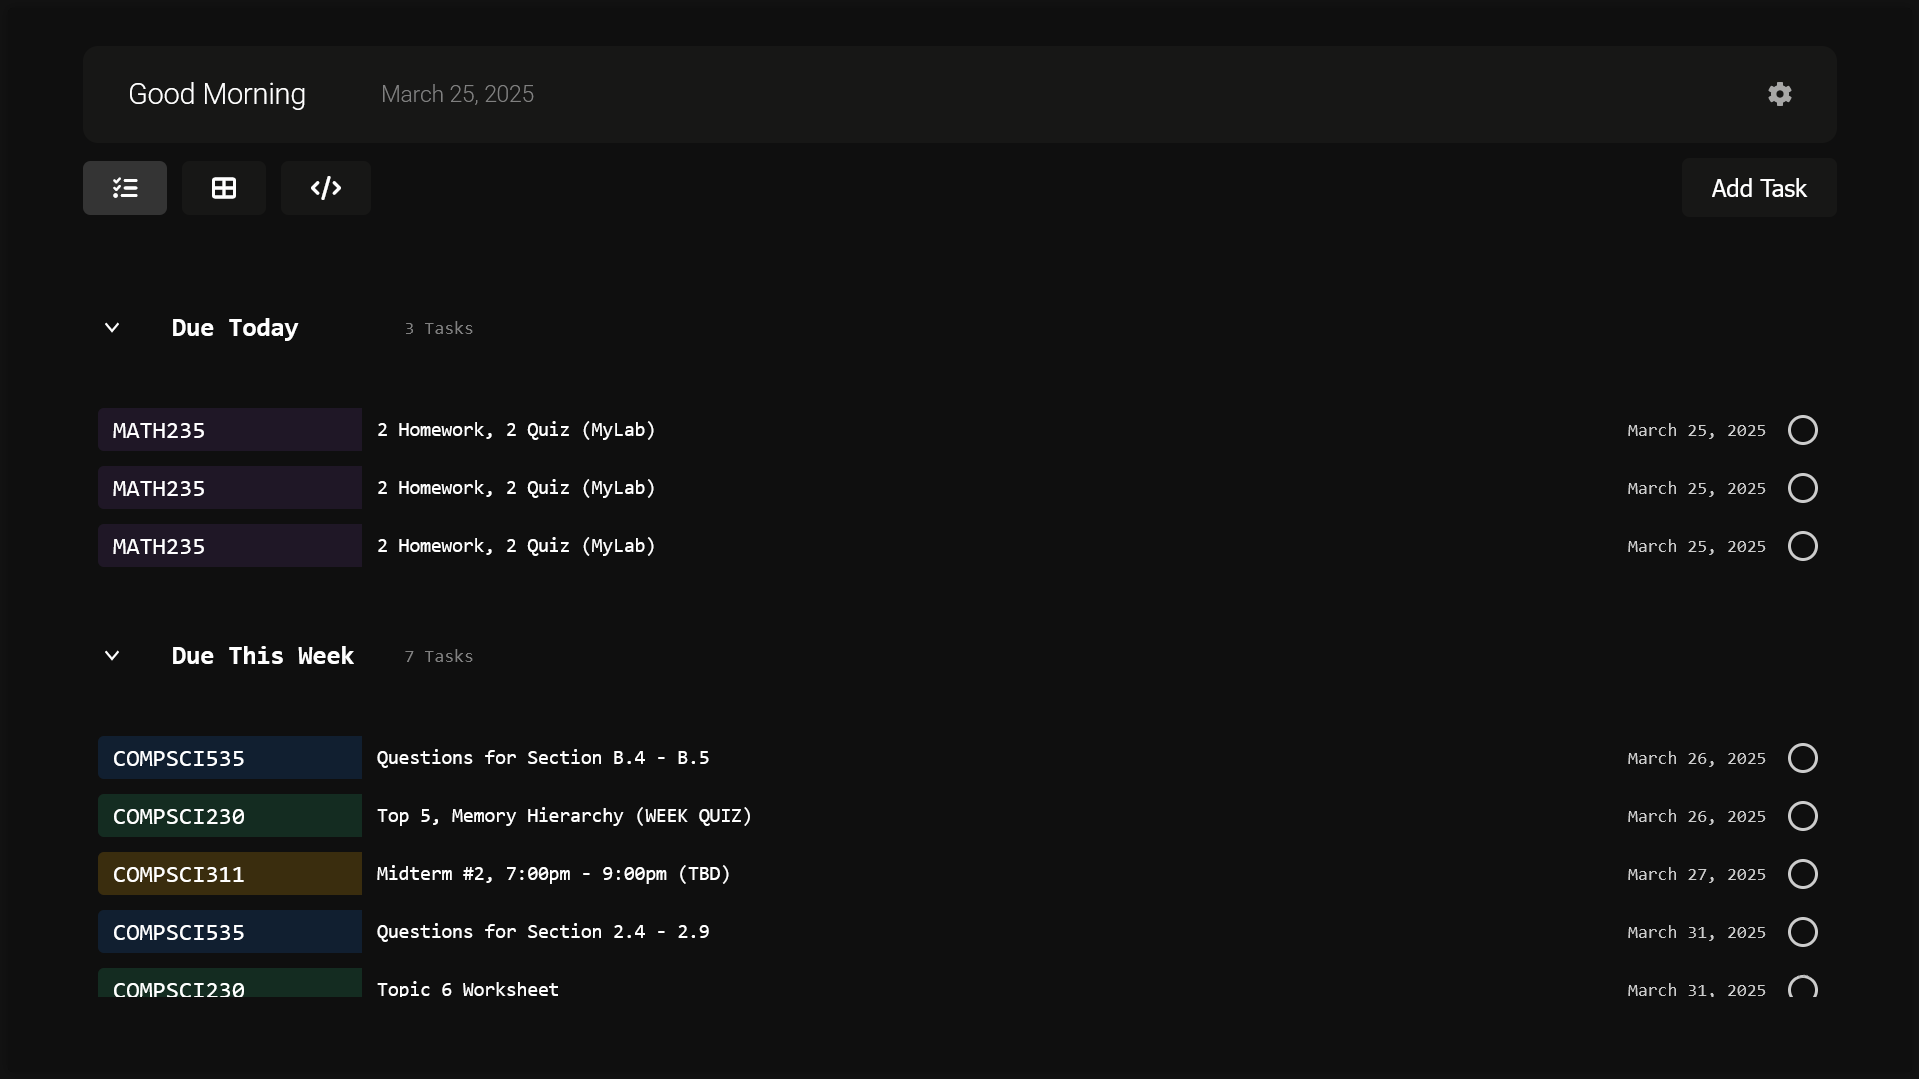 Good Morning March 25, 2025
Add Task
Due Today 3 Tasks
MATH235 2 Homework, 2 Quiz (MyLab) March 25, 2025
MATH235 2 Homework, 2 Quiz (MyLab) March 25, 2025
MATH235 2 Homework, 2 Quiz (MyLab) March 25, 2025
Due This Week 7 Tasks
COMPSCI535 Questions for Section B.4 - B.5 March 26, 2025
COMPSCI230 Top 5, Memory Hierarchy (WEEK QUIZ) March 26, 2025
COMPSCI311 Midterm #2, 7:00pm - 9:00pm (TBD) March 27, 2025
COMPSCI535 Questions for Section 2.4 - 2.9 March 31, 2025
COMPSCI230 Topic 6 Worksheet March 31, 2025